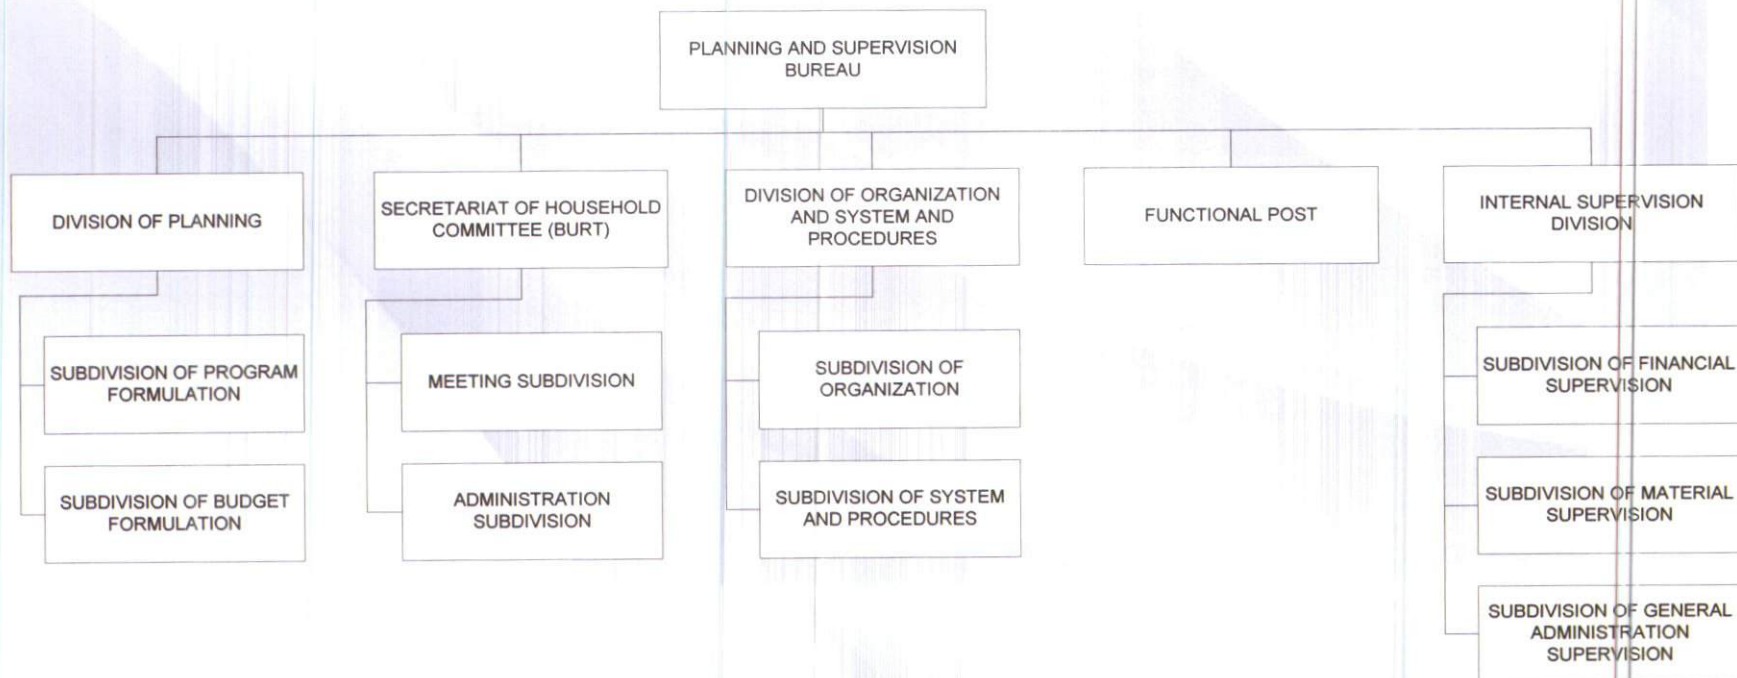 PLANNING AND SUPERVISION
BUREAU
DIVISION OF PLANNING
SECRETARIAT OF HOUSEHOLD
COMMITTEE (BURT)
DIVISION OF ORGANIZATION
AND SYSTEM AND
PROCEDURES
FUNCTIONAL POST
INTERNAL SUPERVISION
DIVISION
SUBDIVISION OF PROGRAM
FORMULATION
SUBDIVISION OF BUDGET
FORMULATION
MEETING SUBDIVISION
ADMINISTRATION
SUBDIVISION
SUBDIVISION OF
ORGANIZATION
SUBDIVISION OF SYSTEM
AND PROCEDURES
SUBDIVISION OF FINANCIAL
SUPERVISION
SUBDIVISION OF MATERIAL
SUPERVISION
SUBDIVISION OF GENERAL
ADMINISTRATION
SUPERVISION